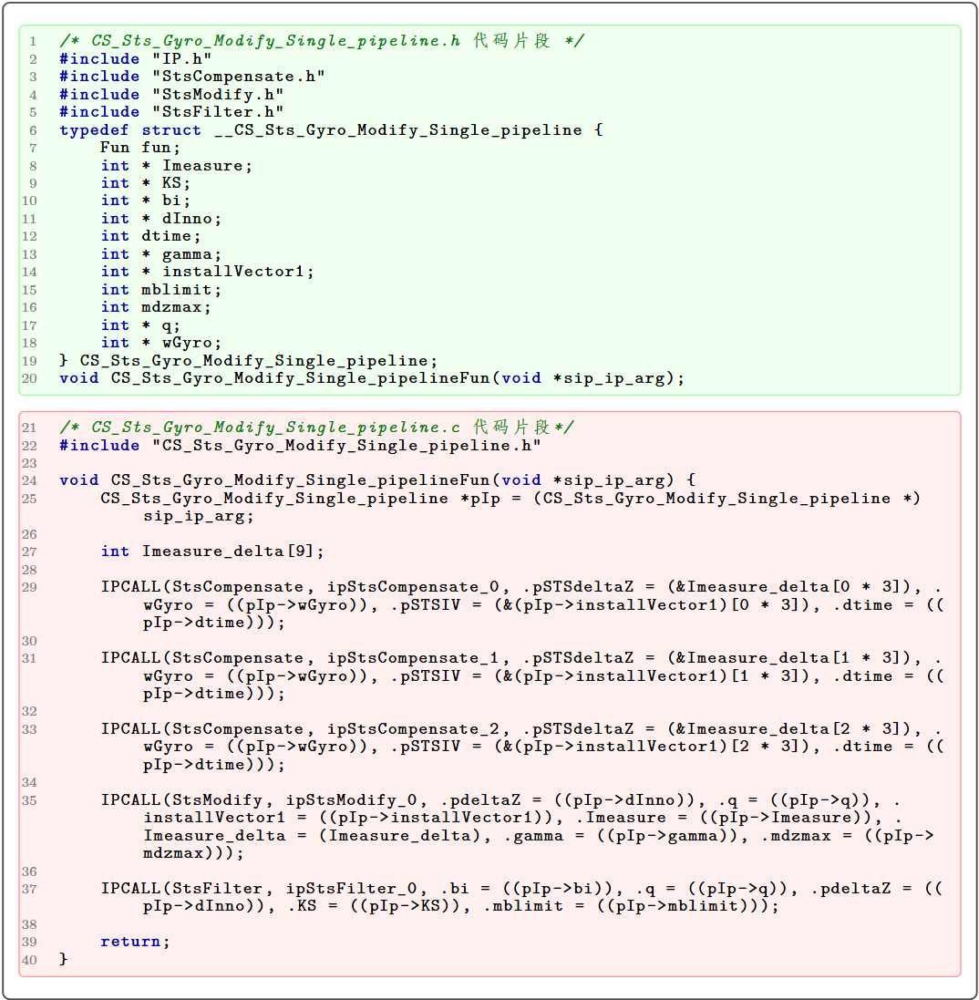 1 /* CS_Sts_Gyro_Modify_Single_pipeline.h 代码片段 */
2 #include "IP.h"
3 #include "StsCompensate.h"
4 #include "StsModify.h"
5 #include "StsFilter.h"
6 typedef struct __CS_Sts_Gyro_Modify_Single_pipeline {
7 Fun fun;
8 int * Imeasure;
9 int * KS;
10 int * bi;
11 int * dInno;
12 int dtime;
13 int * gamma;
14 int * installVector1;
15 int mblimit;
16 int mdzmax;
17 int * q;
18 int * wGyro;
19 } CS_Sts_Gyro_Modify_Single_pipeline;
20 void CS_Sts_Gyro_Modify_Single_pipelineFun(void *sip_ip_arg);
21 /* CS_Sts_Gyro_Modify_Single_pipeline.c 代码片段*/
22 #include "CS_Sts_Gyro_Modify_Single_pipeline.h"
23
24 void CS_Sts_Gyro_Modify_Single_pipelineFun(void *sip_ip_arg) {
25 CS_Sts_Gyro_Modify_Single_pipeline *pIp = (CS_Sts_Gyro_Modify_Single_pipeline *)
sip_ip_arg;
26
27 int Imeasure_delta[9];
28
29 IPCALL(StsCompensate, ipStsCompensate_0, .pSTSdeltaZ = (&Imeasure_delta[0 * 3]), .
wGyro = ((pIp->wGyro)), .pSTSIV = (&(pIp->installVector1)[0 * 3]), .dtime = ((
pIp->dtime)));
30
31 IPCALL(StsCompensate, ipStsCompensate_1, .pSTSdeltaZ = (&Imeasure_delta[1 * 3]), .
wGyro = ((pIp->wGyro)), .pSTSIV = (&(pIp->installVector1)[1 * 3]), .dtime = ((
pIp->dtime)));
32
33 IPCALL(StsCompensate, ipStsCompensate_2, .pSTSdeltaZ = (&Imeasure_delta[2 * 3]), .
wGyro = ((pIp->wGyro)), .pSTSIV = (&(pIp->installVector1)[2 * 3]), .dtime = ((
pIp->dtime)));
34
35 IPCALL(StsModify, ipStsModify_0, .pdeltaZ = ((pIp->dInno)), .q = ((pIp->q)), .
installVector1 = ((pIp->installVector1)), .Imeasure = ((pIp->Imeasure)), .
Imeasure_delta = (Imeasure_delta), .gamma = ((pIp->gamma)), .mdzmax = ((pIp->
mdzmax)));
36
37 IPCALL(StsFilter, ipStsFilter_0, .bi = ((pIp->bi)), .q = ((pIp->q)), .pdeltaZ = ((
pIp->dInno)), .KS = ((pIp->KS)), .mblimit = ((pIp->mblimit)));
38
39 return;
40 }